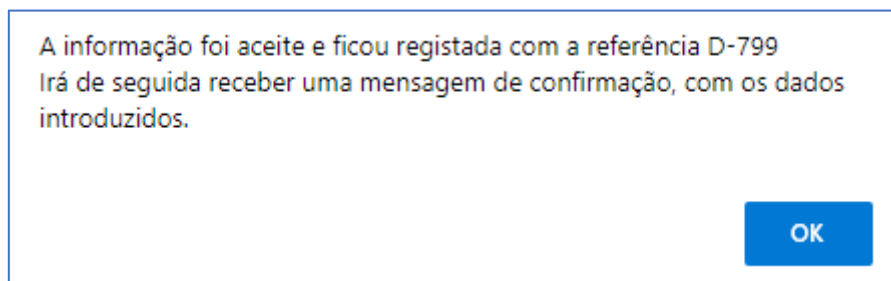 A informação foi aceite e ficou registada com a referência D-799
Irá de seguida receber uma mensagem de confirmação, com os dados
introduzidos.
OK